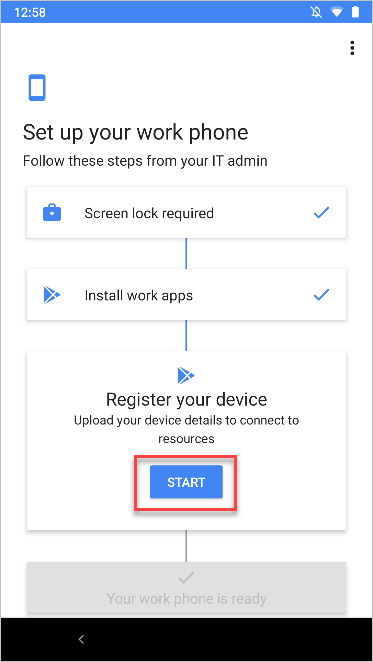 12:58
Set up your work phone
Follow these steps from your IT admin
Screen lock required
Install work apps
Register your device
Upload your device details to connect to
resources
START
Your work phone is ready